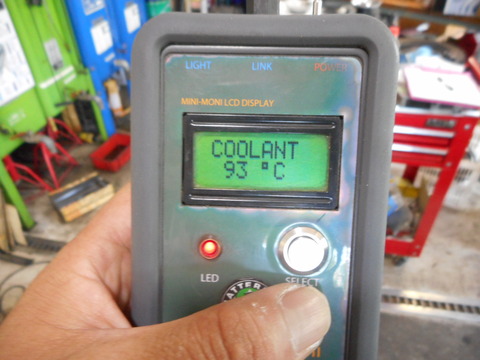 LIGHT LINK POWER
MINI-MONI LCD DISPLAY
COOLANT
93 °C
LED SELECT